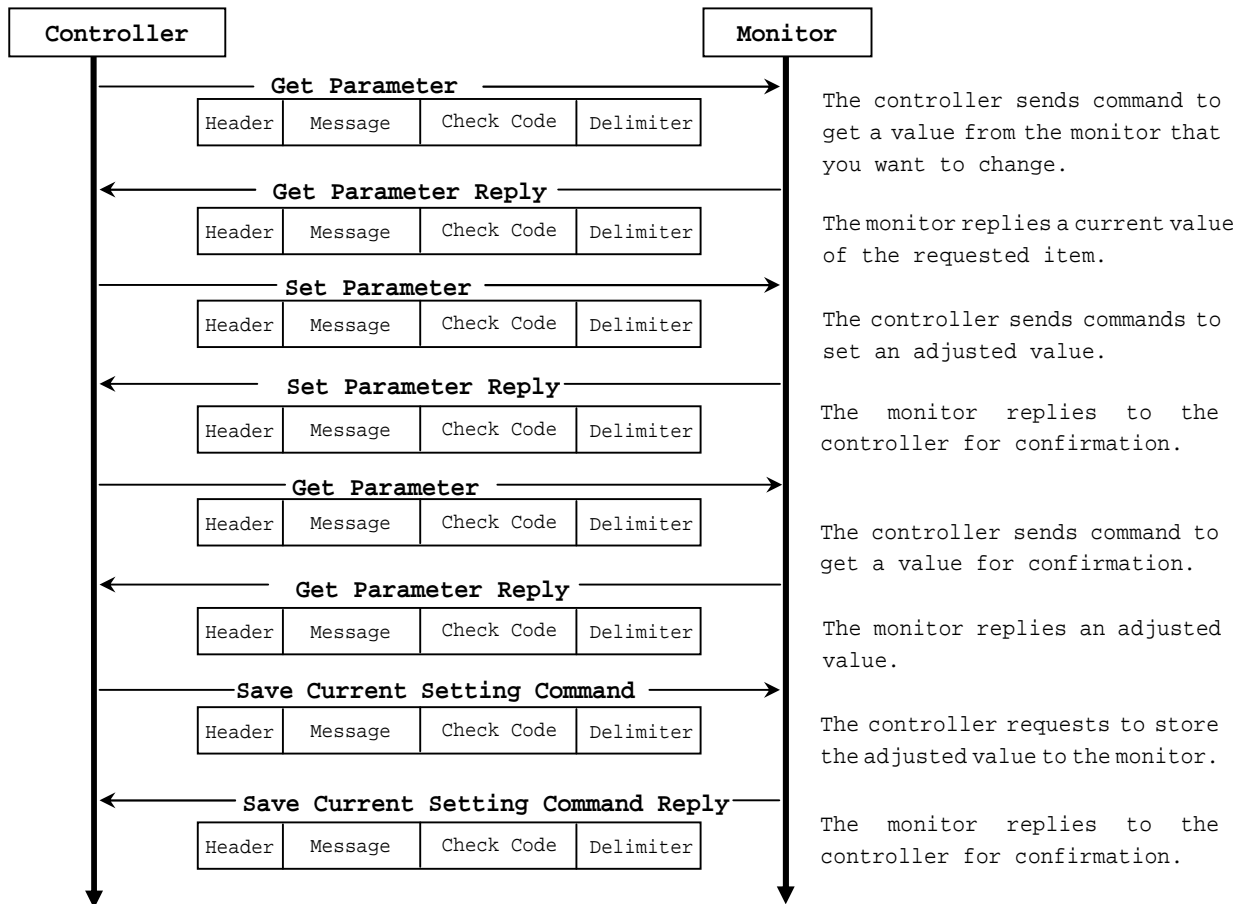 Controller
Monitor
Get Parameter
Header Message Check Code Delimiter
The controller sends command to
get a value from the monitor that
you want to change.
Get Parameter Reply
Header Message Check Code Delimiter
The monitor replies a current value
of the requested item.
Set Parameter
Header Message Check Code Delimiter
The controller sends commands to
set an adjusted value.
Set Parameter Reply
Header Message Check Code Delimiter
The monitor replies to the
controller for confirmation.
Get Parameter
Header Message Check Code Delimiter
The controller sends command to
get a value for confirmation.
Get Parameter Reply
Header Message Check Code Delimiter
The monitor replies an adjusted
value.
Save Current Setting Command
Header Message Check Code Delimiter
The controller requests to store
the adjusted value to the monitor.
Save Current Setting Command Reply
Header Message Check Code Delimiter
The monitor replies to the
controller for confirmation.